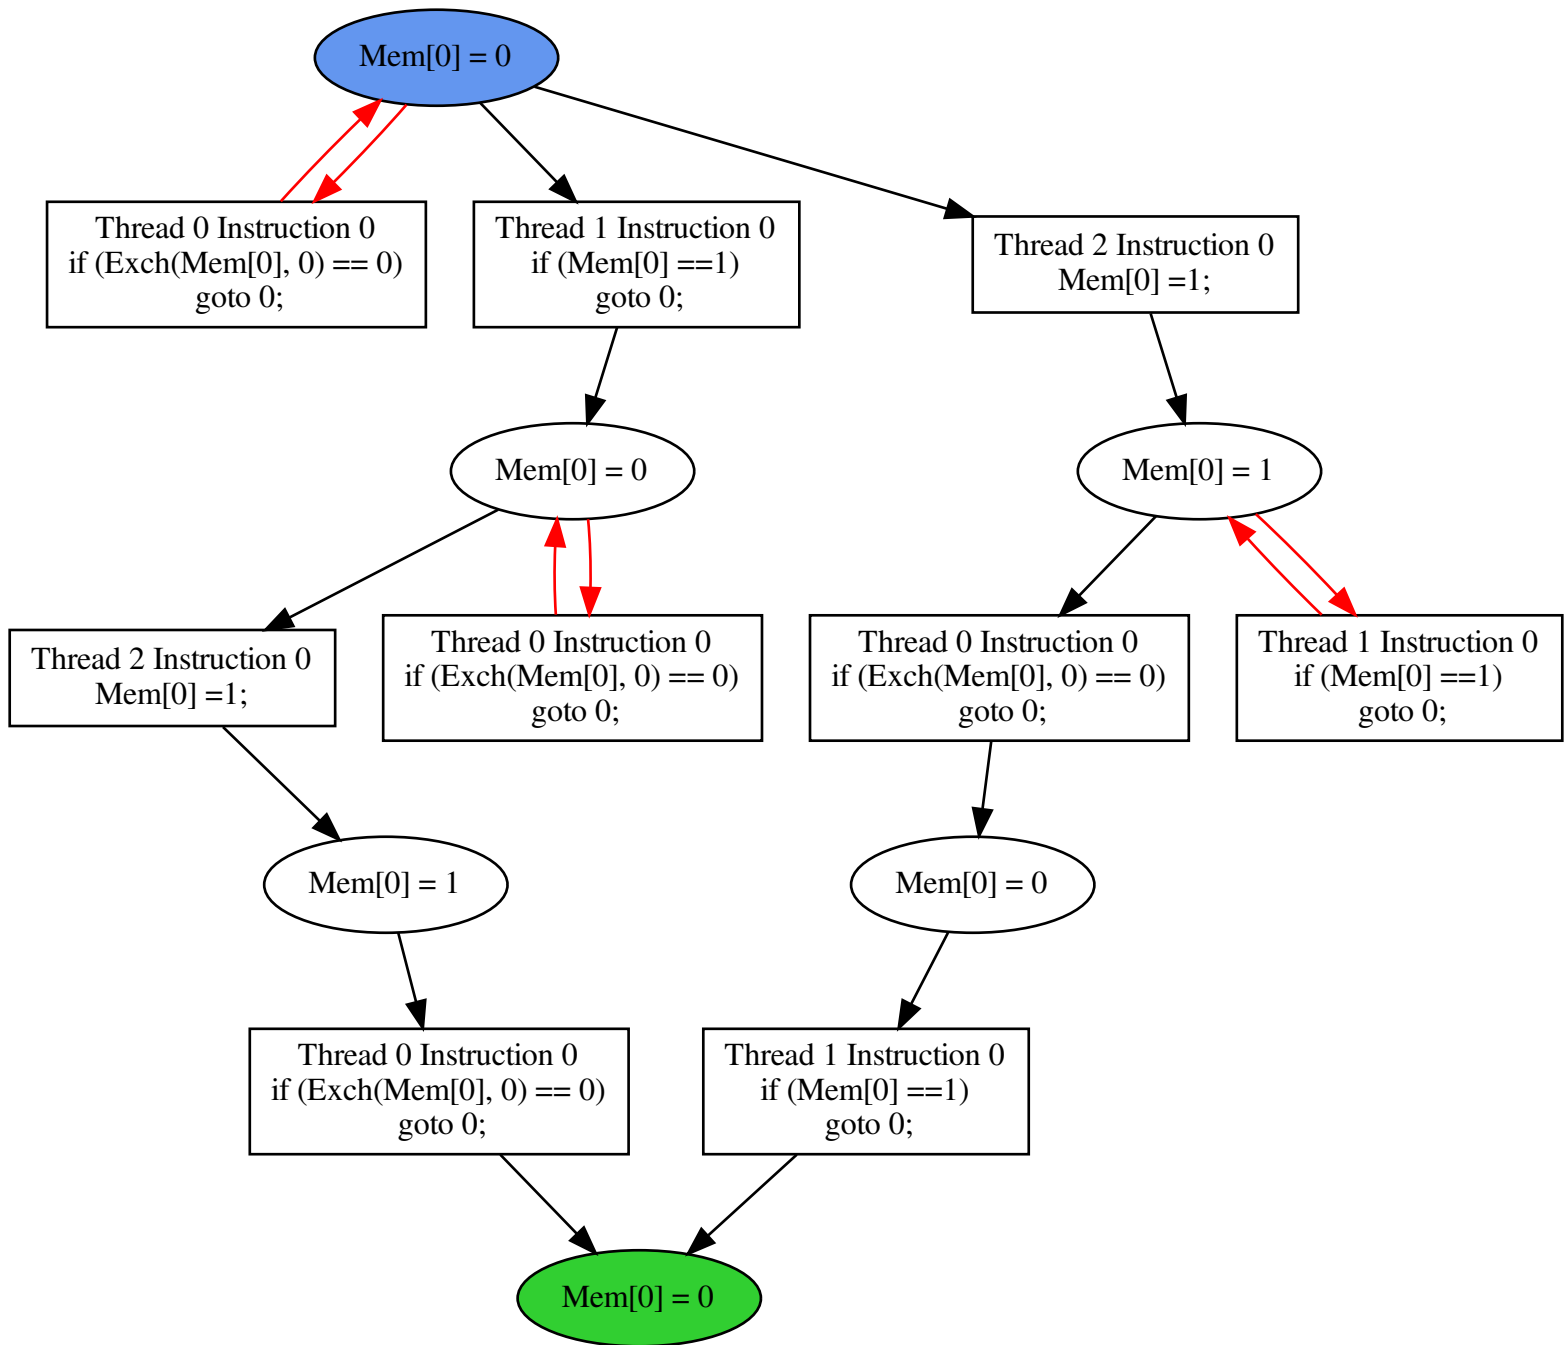 Mem[0] = 0
Thread 0 Instruction 0
if (Exch(Mem[0], 0) == 0)
goto 0;
Thread 1 Instruction 0
if (Mem[0] ==1)
goto 0;
Thread 2 Instruction 0
Mem[0] =1;
Mem[0] = 0
Mem[0] = 1
Thread 2 Instruction 0
Mem[0] =1;
Thread 0 Instruction 0
if (Exch(Mem[0], 0) == 0)
goto 0;
Thread 0 Instruction 0
if (Exch(Mem[0], 0) == 0)
goto 0;
Thread 1 Instruction 0
if (Mem[0] ==1)
goto 0;
Mem[0] = 1
Mem[0] = 0
Thread 0 Instruction 0
if (Exch(Mem[0], 0) == 0)
goto 0;
Thread 1 Instruction 0
if (Mem[0] ==1)
goto 0;
Mem[0] = 0